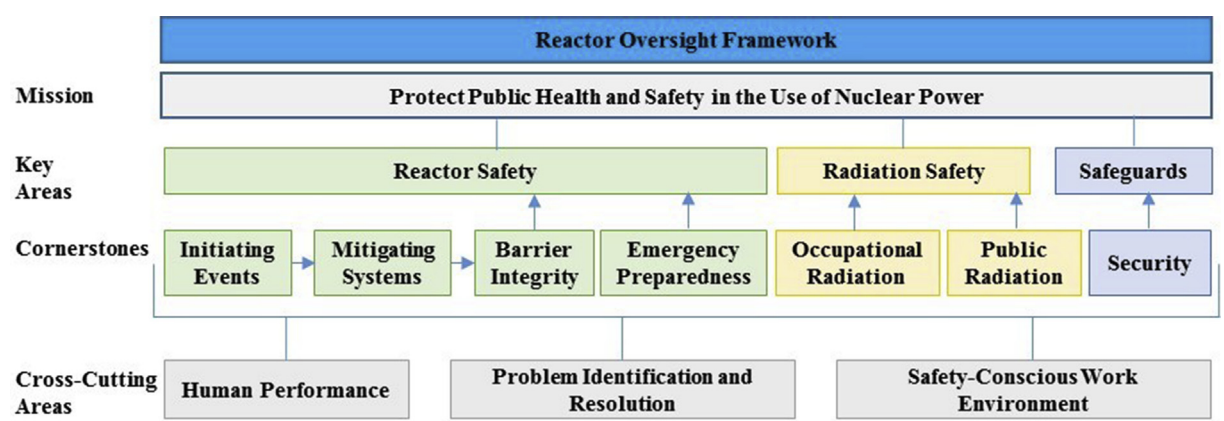 Reactor Oversight Framework
Mission
Protect Public Health and Safety in the Use of Nuclear Power
Key
Areas
Reactor Safety
Radiation Safety
Safeguards
Cornerstones
Initiating
Events
Mitigating
Systems
Barrier
Integrity
Emergency
Preparedness
Occupational
Radiation
Public
Radiation
Security
Cross-Cutting
Areas
Human Performance
Problem Identification and
Resolution
Safety-Conscious Work
Environment